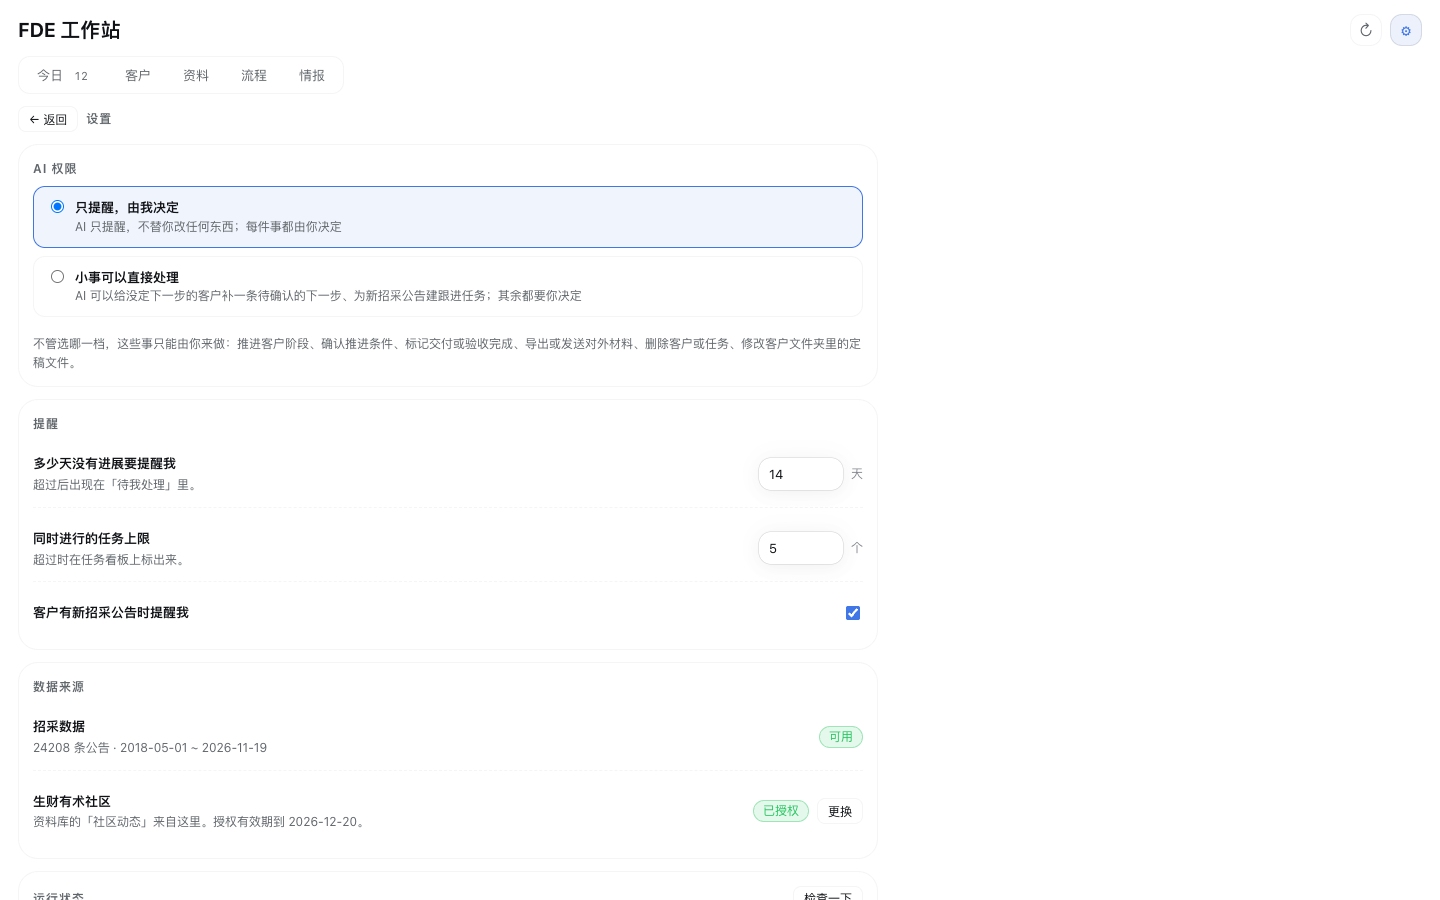 FDE 工作站
今日 12 客户 资料 流程 情报
← 返回 设置
AI 权限
只提醒，由我决定
AI 只提醒，不替你改任何东西；每件事都由你决定
小事可以直接处理
AI 可以给没定下一步的客户补一条待确认的下一步、为新招采公告建跟进任务；其余都要你决定
不管选哪一档，这些事只能由你来做：推进客户阶段、确认推进条件、标记交付或验收完成、导出或发送对外材料、删除客户或任务、修改客户文件夹里的定
稿文件。
提醒
多少天没有进展要提醒我
超过后出现在「待我处理」里。
14 天
同时进行的任务上限
超过时在任务看板上标出来。
5 个
客户有新招采公告时提醒我
数据来源
招采数据
24208 条公告 · 2018-05-01 ~ 2026-11-19
可用
生财有术社区
资料库的「社区动态」来自这里。授权有效期到 2026-12-20。
已授权 更换
运行状态 检查一下